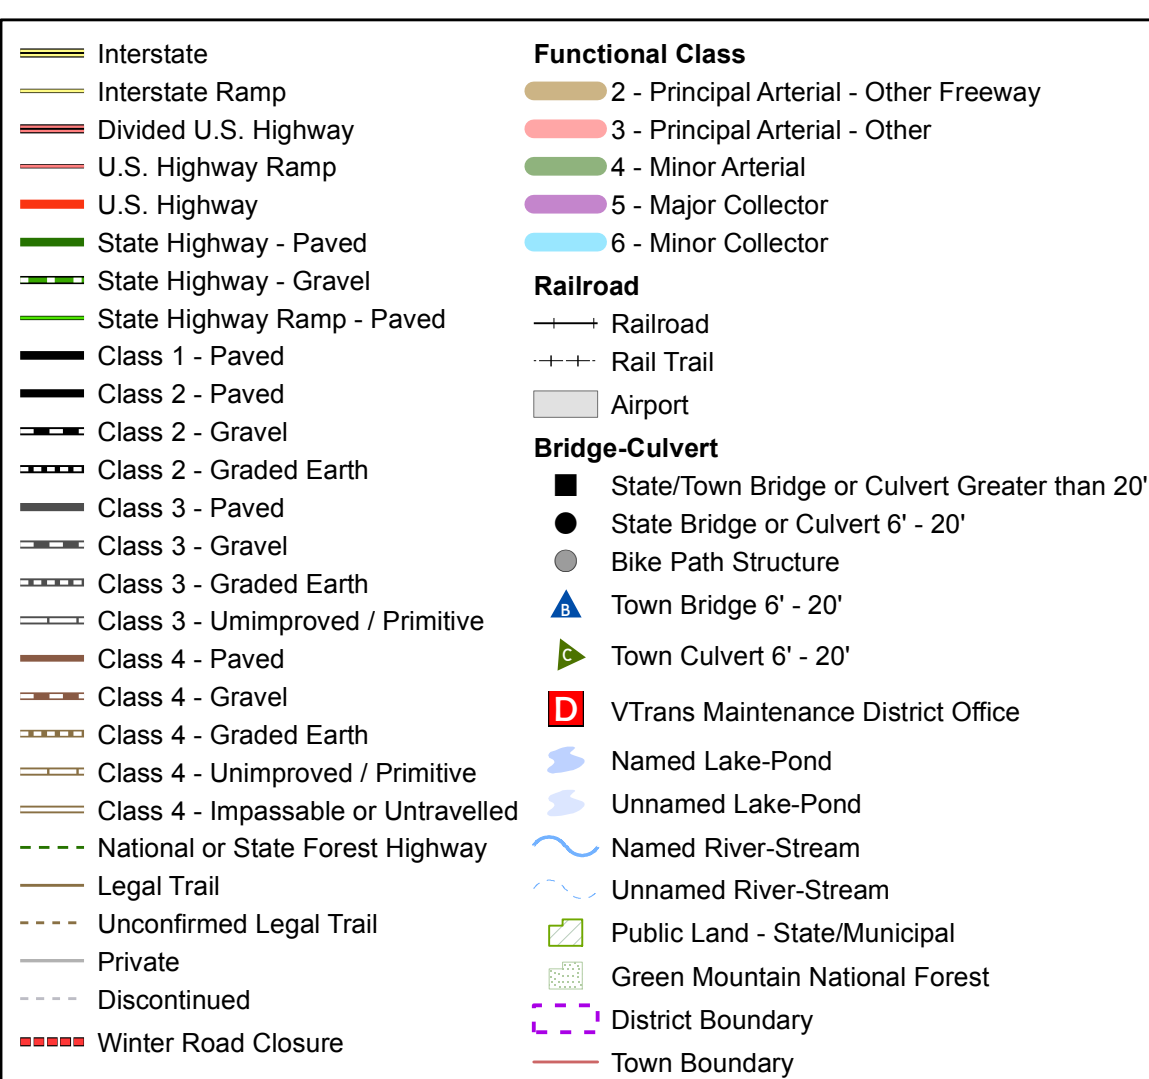 Interstate
Interstate Ramp
Divided U.S. Highway
U.S. Highway Ramp
U.S. Highway
State Highway - Paved
State Highway - Gravel
State Highway Ramp - Paved
Class 1 - Paved
Class 2 - Paved
Class 2 - Gravel
Class 2 - Graded Earth
Class 3 - Paved
Class 3 - Gravel
Class 3 - Graded Earth
Class 3 - Umimproved / Primitive
Class 4 - Paved
Class 4 - Gravel
Class 4 - Graded Earth
Class 4 - Unimproved / Primitive
Class 4 - Impassable or Untravelled
National or State Forest Highway
Legal Trail
Unconfirmed Legal Trail
Private
Discontinued
Winter Road Closure
Functional Class
2 - Principal Arterial - Other Freeway
3 - Principal Arterial - Other
4 - Minor Arterial
5 - Major Collector
6 - Minor Collector
Railroad
Railroad
Rail Trail
Airport
Bridge-Culvert
State/Town Bridge or Culvert Greater than 20'
State Bridge or Culvert 6' - 20'
Bike Path Structure
B Town Bridge 6' - 20'
C Town Culvert 6' - 20'
D VTrans Maintenance District Office
Named Lake-Pond
Unnamed Lake-Pond
Named River-Stream
Unnamed River-Stream
Public Land - State/Municipal
Green Mountain National Forest
District Boundary
Town Boundary